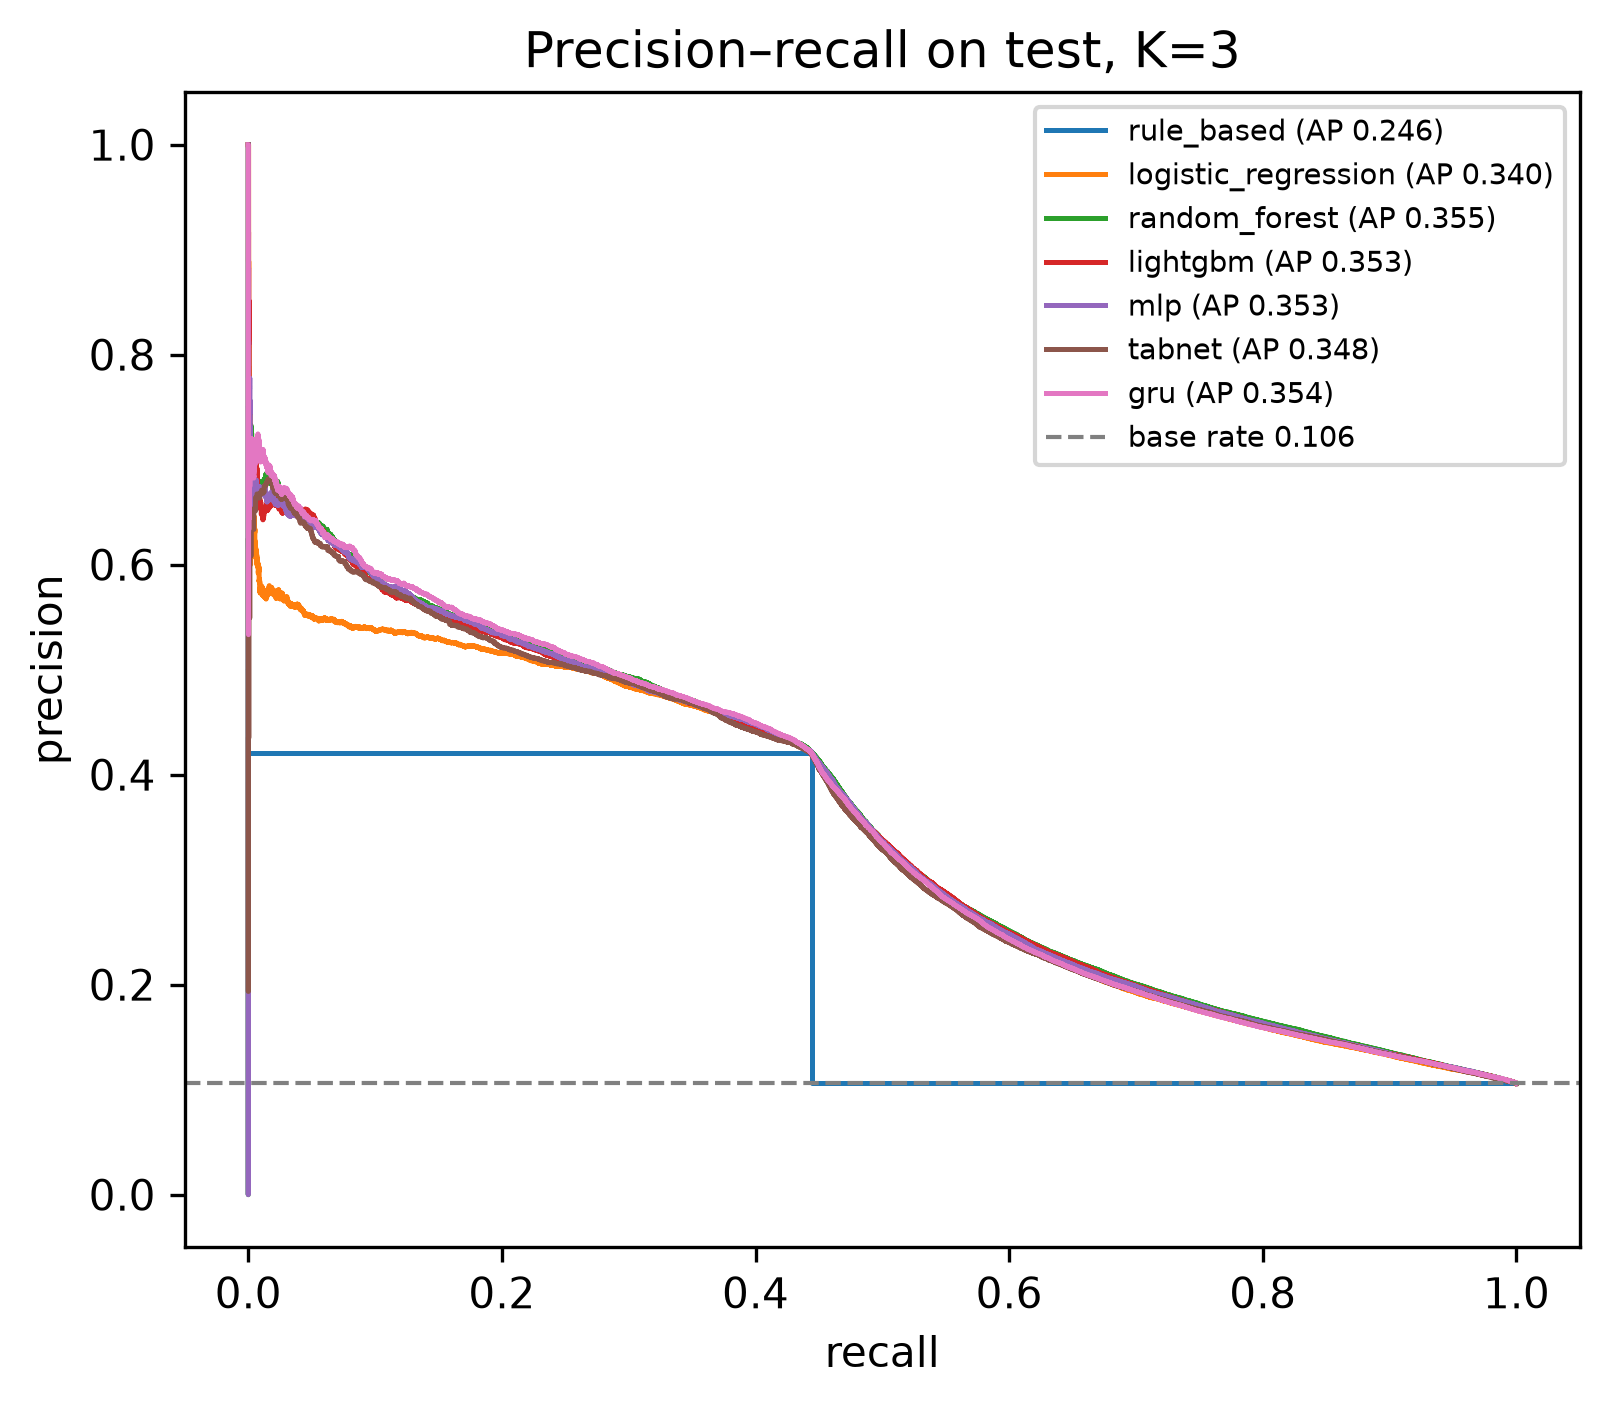 Precision–recall on test, K=3
rule_based (AP 0.246)
logistic_regression (AP 0.340)
random_forest (AP 0.355)
lightgbm (AP 0.353)
mlp (AP 0.353)
tabnet (AP 0.348)
gru (AP 0.354)
base rate 0.106
precision
1.0
0.8
0.6
0.4
0.2
0.0
0.0 0.2 0.4 0.6 0.8 1.0
recall